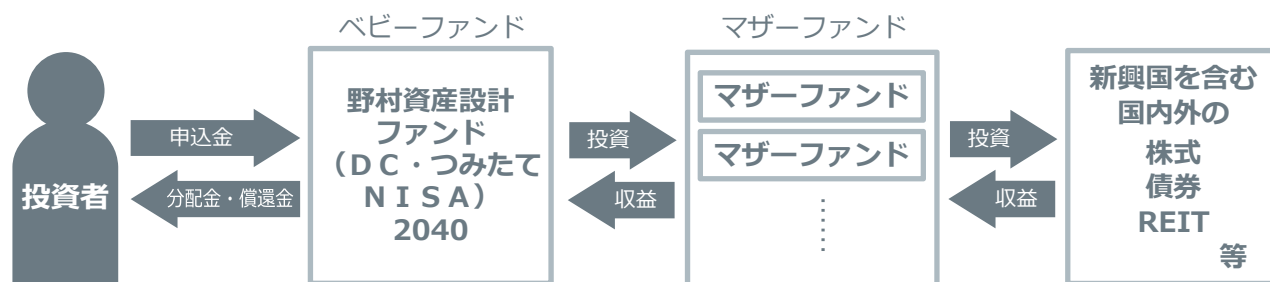 ベビーファンド
マザーファンド
投資者
申込金
分配金・償還金
野村資産設計
ファンド
（ＤＣ・つみたて
ＮＩＳＡ）
2040
投資
収益
マザーファンド
マザーファンド
投資
収益
新興国を含む
国内外の
株式
債券
REIT
等